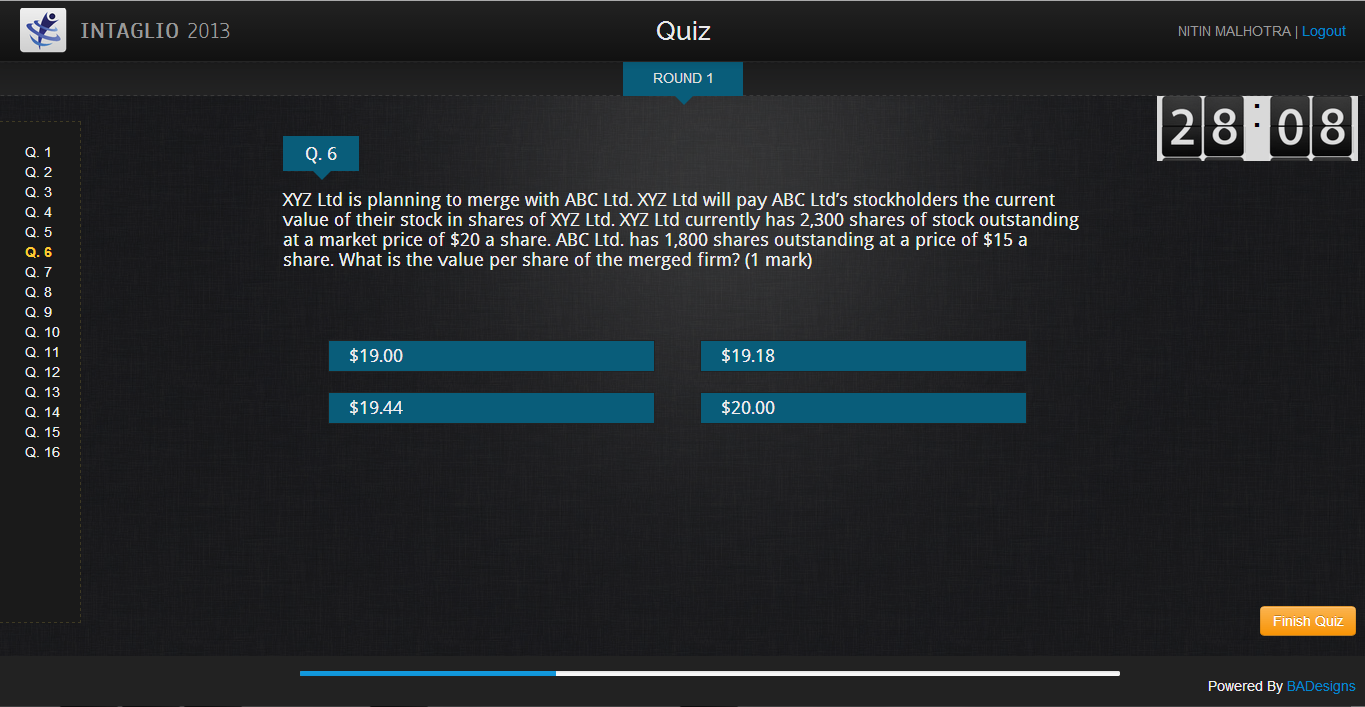 INTAGLIO 2013
Quiz
NITIN MALHOTRA | Logout
ROUND 1
28:08
Q. 1
Q. 2
Q. 3
Q. 4
Q. 5
Q. 6
Q. 7
Q. 8
Q. 9
Q. 10
Q. 11
Q. 12
Q. 13
Q. 14
Q. 15
Q. 16
Q. 6
XYZ Ltd is planning to merge with ABC Ltd. XYZ Ltd will pay ABC Ltd’s stockholders the current
value of their stock in shares of XYZ Ltd. XYZ Ltd currently has 2,300 shares of stock outstanding
at a market price of $20 a share. ABC Ltd. has 1,800 shares outstanding at a price of $15 a
share. What is the value per share of the merged firm? (1 mark)
$19.00
$19.18
$19.44
$20.00
Finish Quiz
Powered By BADesigns